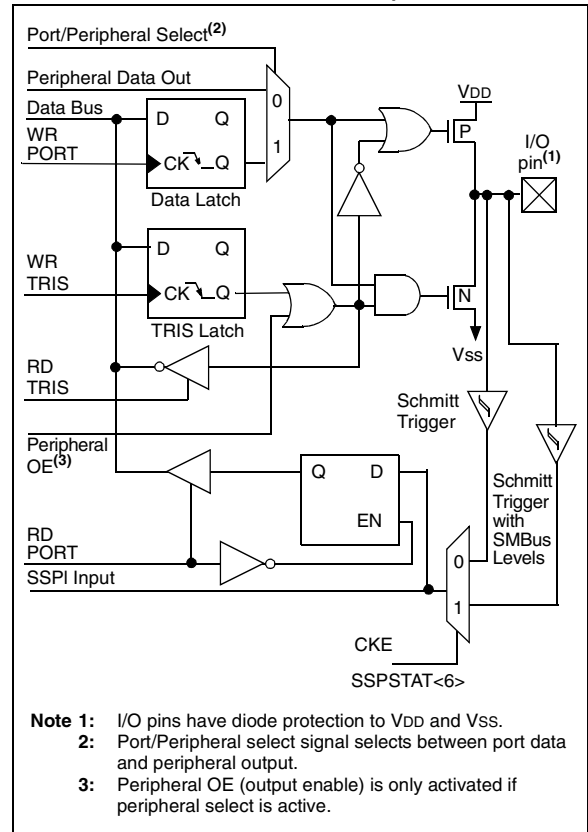 Port/Peripheral Select(2)
Peripheral Data Out
Data Bus
WR
PORT
D Q
CK Q
Data Latch
0
1
VDD
P
I/O
pin(1)
WR
TRIS
D Q
CK Q
TRIS Latch
N
VSS
RD
TRIS
Schmitt
Trigger
Peripheral
OE(3)
Q D
EN
Schmitt
Trigger
with
SMBus
Levels
RD
PORT
SSPI Input
0
1
CKE
SSPSTAT<6>
Note 1: I/O pins have diode protection to VDD and VSS.
2: Port/Peripheral select signal selects between port data
and peripheral output.
3: Peripheral OE (output enable) is only activated if
peripheral select is active.